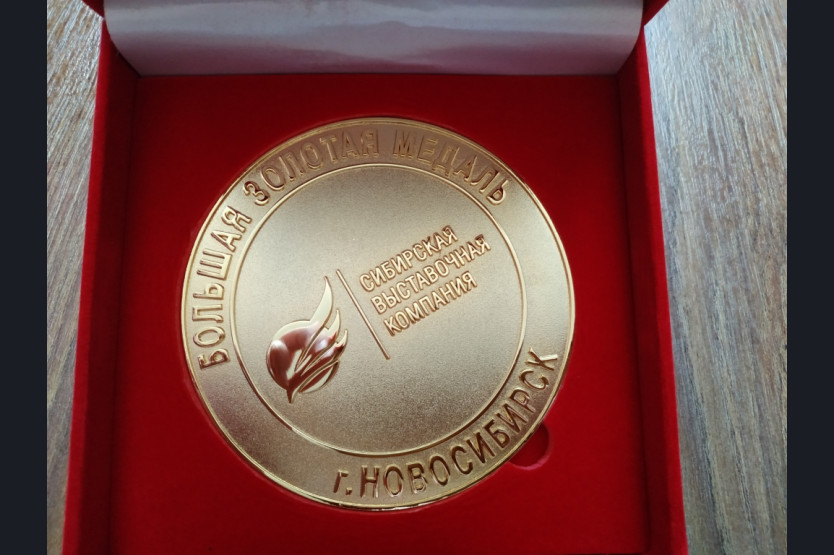 БОЛЬШАЯ ЗОЛОТАЯ МЕДАЛЬ
СИБИРСКАЯ
ВЫСТАВОЧНАЯ
КОМПАНИЯ
г. НОВОСИБИРСК